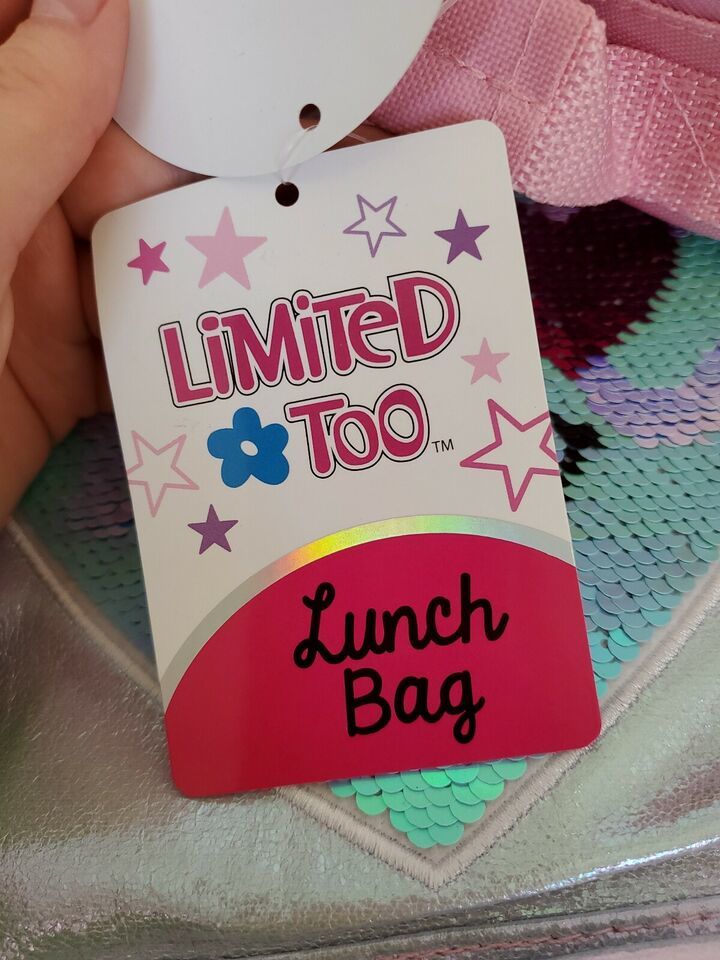 LiMiTeD
Too™
Lunch
Bag